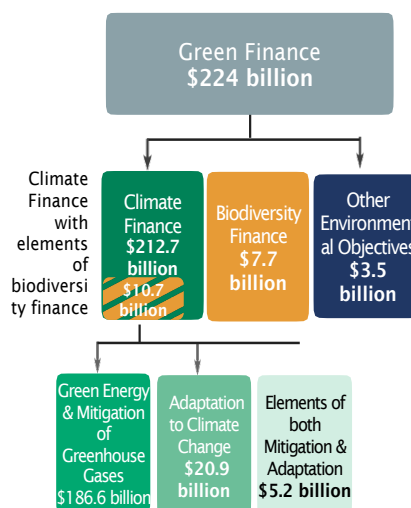 Green Finance
$224 billion
Climate
Finance
with
elements
of
biodiversi
ty finance
Climate
Finance
$212.7
billion
$10.7
billion
Biodiversity
Finance
$7.7
billion
Other
Environment
al Objectives
$3.5
billion
Green Energy
& Mitigation
of
Greenhouse
Gases
$186.6 billion
Adaptation
to Climate
Change
$20.9
billion
Elements of
both
Mitigation &
Adaptation
$5.2 billion